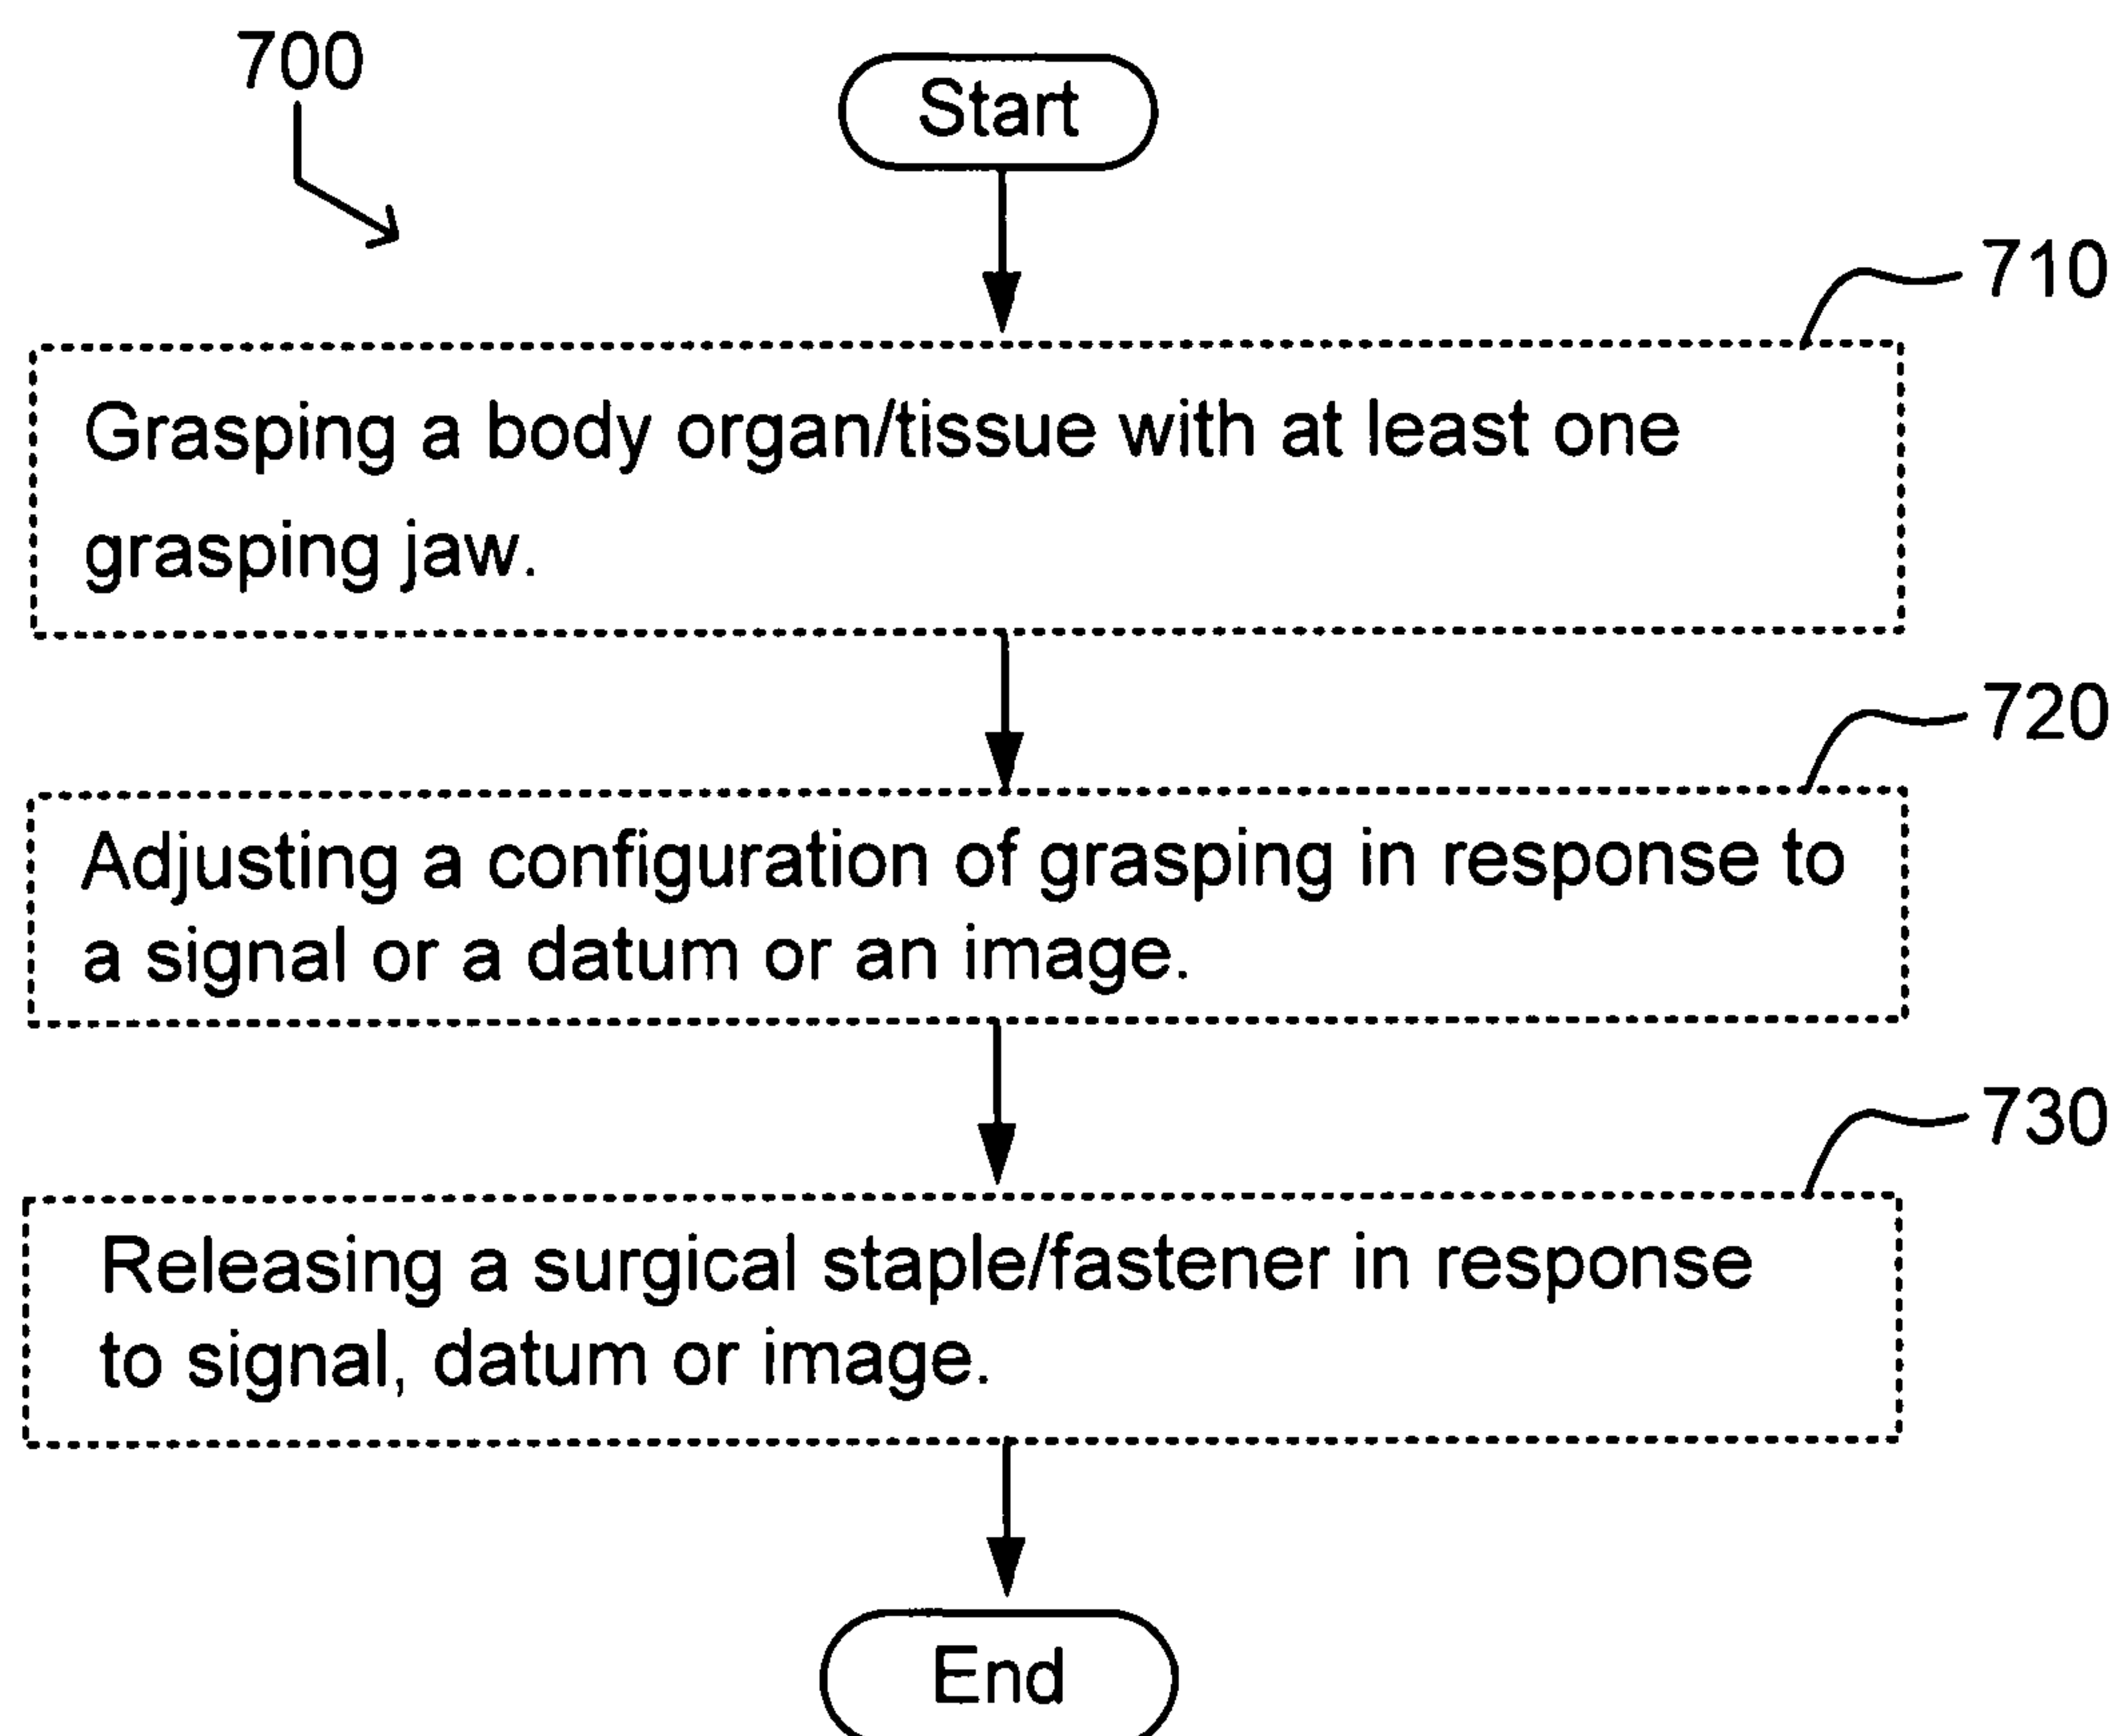 700
Start
710
Grasping a body organ/tissue with at least one
grasping jaw.
720
Adjusting a configuration of grasping in response to
a signal or a datum or an image.
730
Releasing a surgical staple/fastener in response
to signal, datum or image.
End